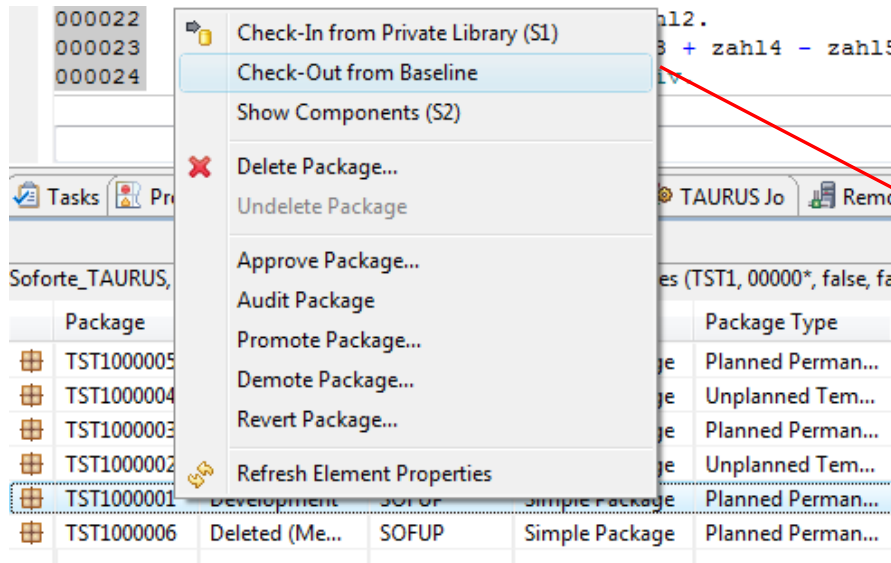 000022 hl2.
000023 3 + zahl4 - zahl5
000024 iv.
Check-In from Private Library (S1)
Check-Out from Baseline
Show Components (S2)
Delete Package...
Undelete Package
Approve Package...
Audit Package
Promote Package...
Demote Package...
Revert Package...
Refresh Element Properties
Tasks Pr TAURUS Jo Remo
Soforte_TAURUS, es (TST1, 00000*, false, fa
Package Package Type
TST1000005 ge Planned Perman...
TST1000004 ge Unplanned Tem...
TST1000003 ge Planned Perman...
TST1000002 ge Unplanned Tem...
TST1000001 Development SOFUP Simple Package Planned Perman...
TST1000006 Deleted (Me... SOFUP Simple Package Planned Perman...